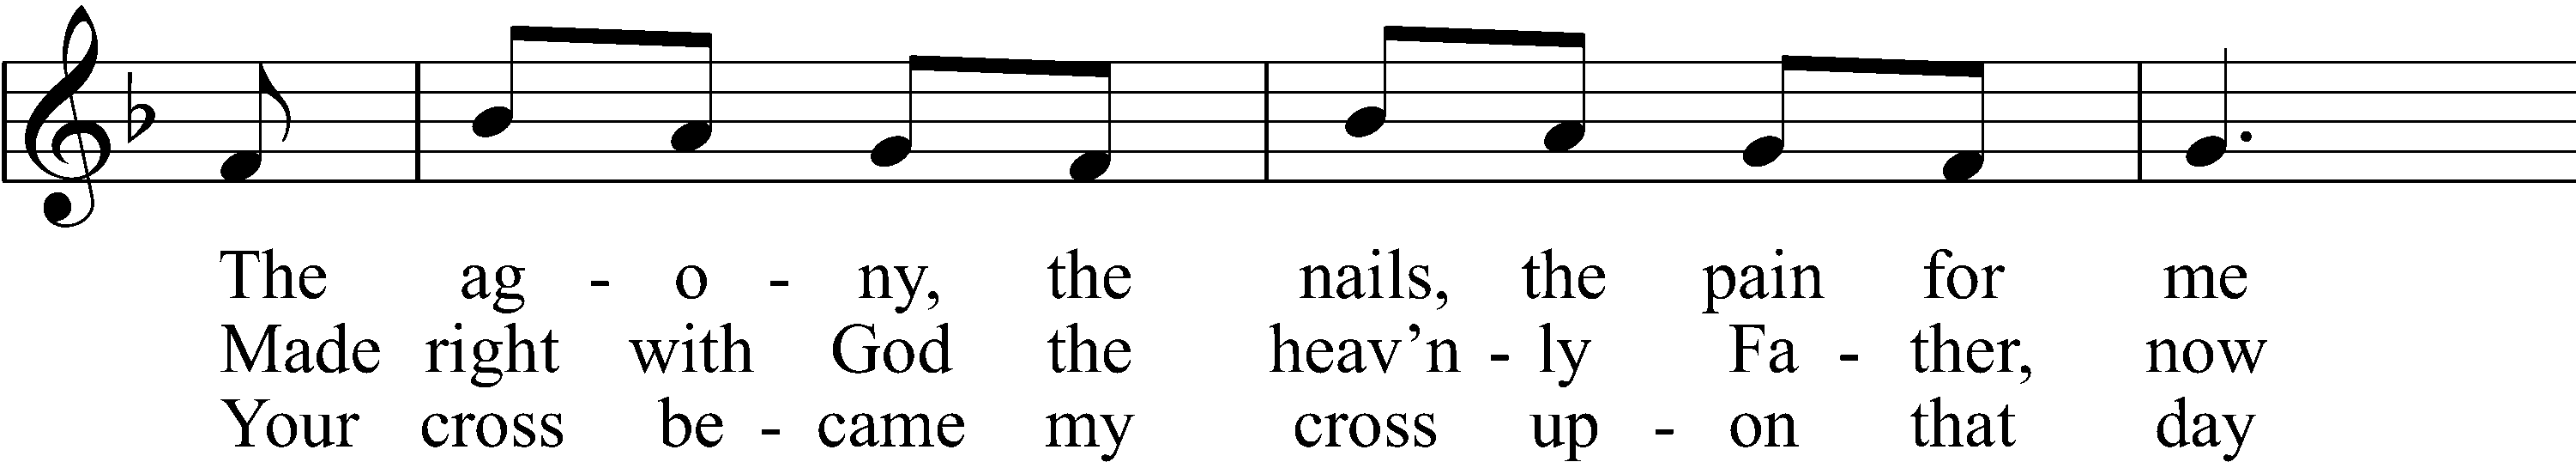 The ag - o - ny, the nails, the pain for me
Made right with God the heav’n - ly Fa - ther, now
Your cross be - came my cross up - on that day